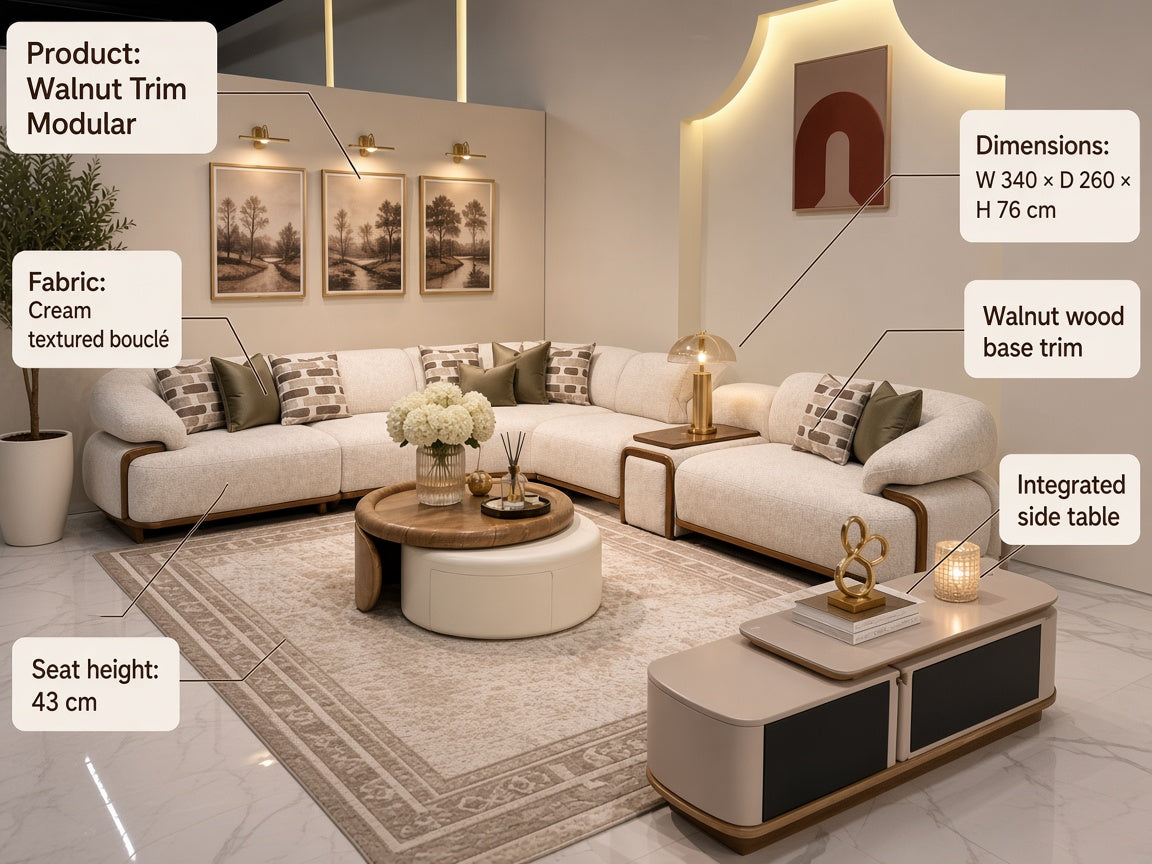 Product:
Walnut Trim
Modular
Dimensions:
W 340 × D 260 ×
H 76 cm
Fabric:
Cream
textured bouclé
Walnut wood
base trim
Integrated
side table
Seat height:
43 cm